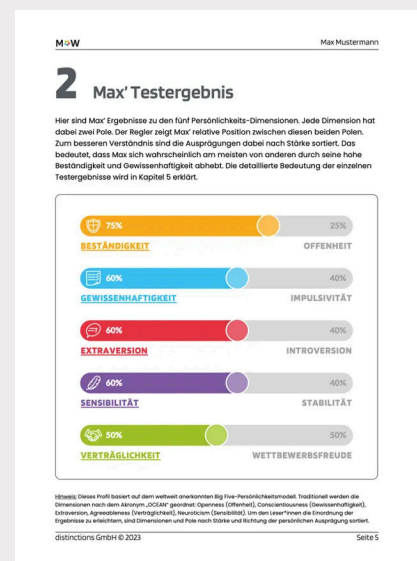 MOW
Max Mustermann
2 Max’ Testergebnis
Hier sind Max’ Ergebnisse zu den fünf Persönlichkeits-Dimensionen. Jede Dimension hat
dabei zwei Pole. Der Regler zeigt Max’ relative Position zwischen diesen beiden Polen.
Zum besseren Verständnis sind die Ausprägungen dabei nach Stärke sortiert. Das
bedeutet, dass Max sich wahrscheinlich am meisten von anderen durch seine hohe
Beständigkeit und Gewissenhaftigkeit abhebt. Die detaillierte Bedeutung der einzelnen
Testergebnisse wird in Kapitel 5 erklärt.
75% 25%
BESTÄNDIGKEIT OFFENHEIT
60% 40%
GEWISSENHAFTIGKEIT IMPULSIVITÄT
60% 40%
EXTRAVERSION INTROVERSION
60% 40%
SENSIBILITÄT STABILITÄT
50% 50%
VERTRÄGLICHKEIT WETTBEWERBSFREUDE
Hinweis: Dieses Profil basiert auf dem weltweit anerkannten Big Five-Persönlichkeitsmodell. Traditionell werden die
Dimensionen nach dem Akronym „OCEAN“ geordnet: Openness (Offenheit), Conscientiousness (Gewissenhaftigkeit),
Extraversion, Agreeableness (Verträglichkeit), Neuroticism (Sensibilität). Um den Leser*innen die Einordnung der
Ergebnisse zu erleichtern, sind Dimensionen und Pole nach Stärke und Richtung der persönlichen Ausprägung sortiert.
distinctions GmbH © 2023 Seite 5